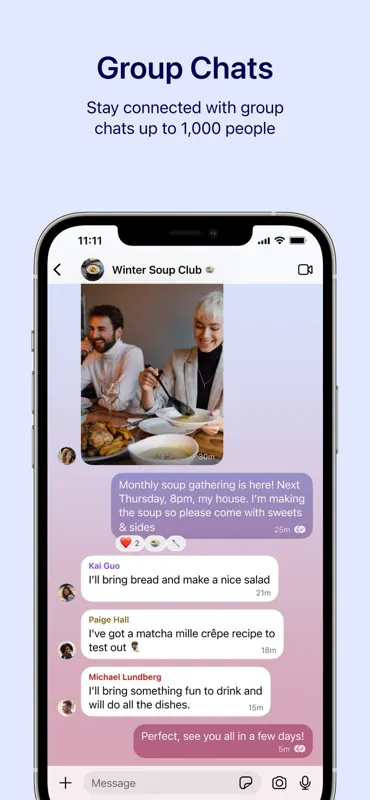 Group Chats
Stay connected with group
chats up to 1,000 people
11:11
Winter Soup Club 🍜
30m
Monthly soup gathering is here! Next
Thursday, 8pm, my house. I'm making
the soup so please come with sweets
& sides
25m
❤️ 2 🍜 🥄
Kai Guo
I'll bring bread and make a nice salad
21m
Paige Hall
I've got a matcha mille crêpe recipe to
test out 👩🏽‍🍳
18m
Michael Lundberg
I'll bring something fun to drink and
will do all the dishes.
15m
Perfect, see you all in a few days!
5m
Message